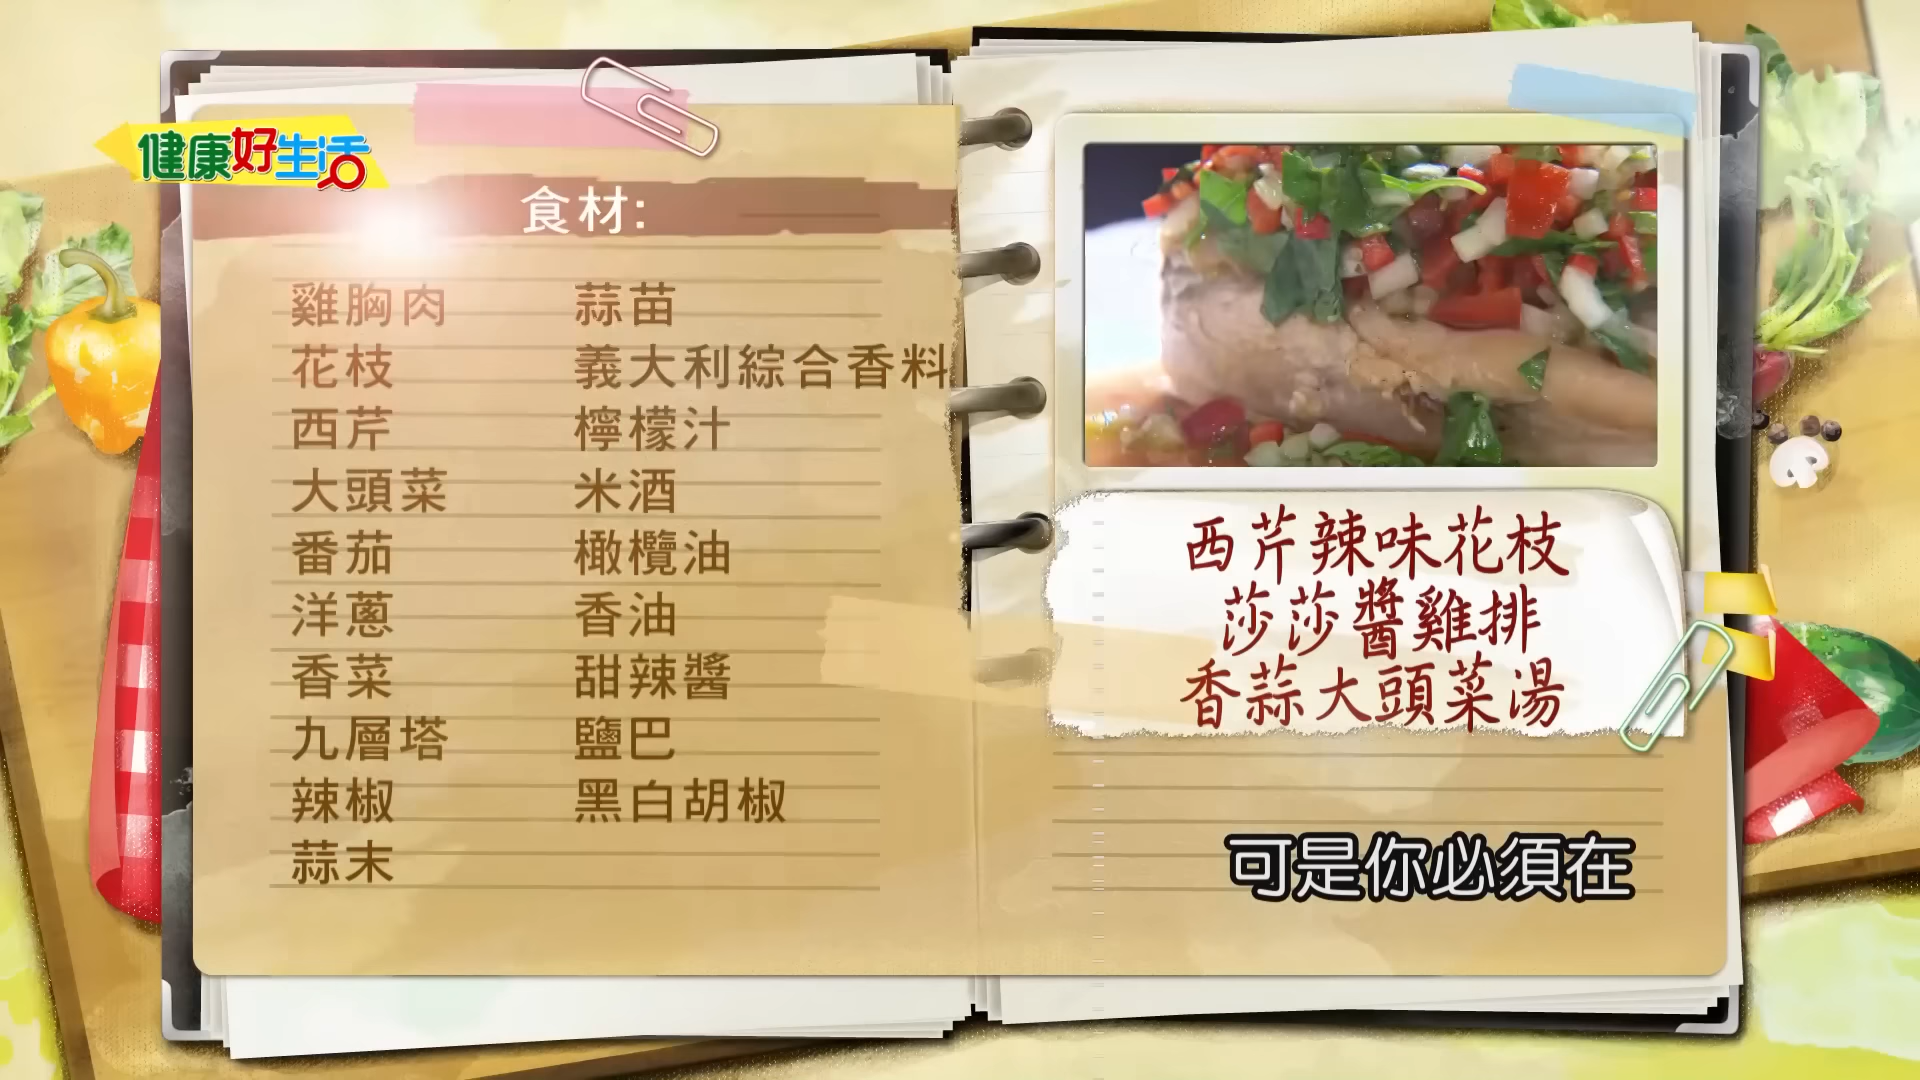 健康好生活
食材:
雞胸肉
花枝
西芹
大頭菜
番茄
洋蔥
香菜
九層塔
辣椒
蒜末
蒜苗
義大利綜合香料
檸檬汁
米酒
橄欖油
香油
甜辣醬
鹽巴
黑白胡椒
西芹辣味花枝
莎莎醬雞排
香蒜大頭菜湯
可是你必須在